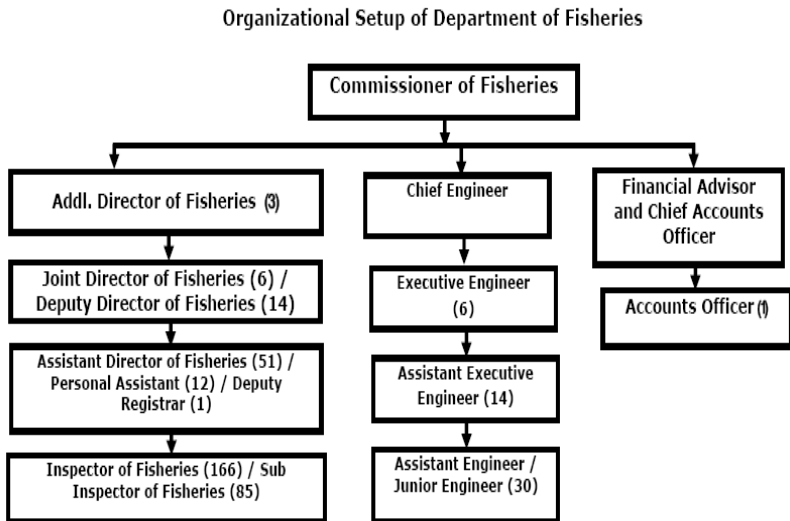 Organizational Setup of Department of Fisheries
Commissioner of Fisheries
Addl. Director of Fisheries (3)
Joint Director of Fisheries (6) /
Deputy Director of Fisheries (14)
Assistant Director of Fisheries (51) /
Personal Assistant (12) / Deputy
Registrar (1)
Inspector of Fisheries (166) / Sub
Inspector of Fisheries (85)
Chief Engineer
Executive Engineer
(6)
Assistant Executive
Engineer (14)
Assistant Engineer /
Junior Engineer (30)
Financial Advisor
and Chief Accounts
Officer
Accounts Officer (1)